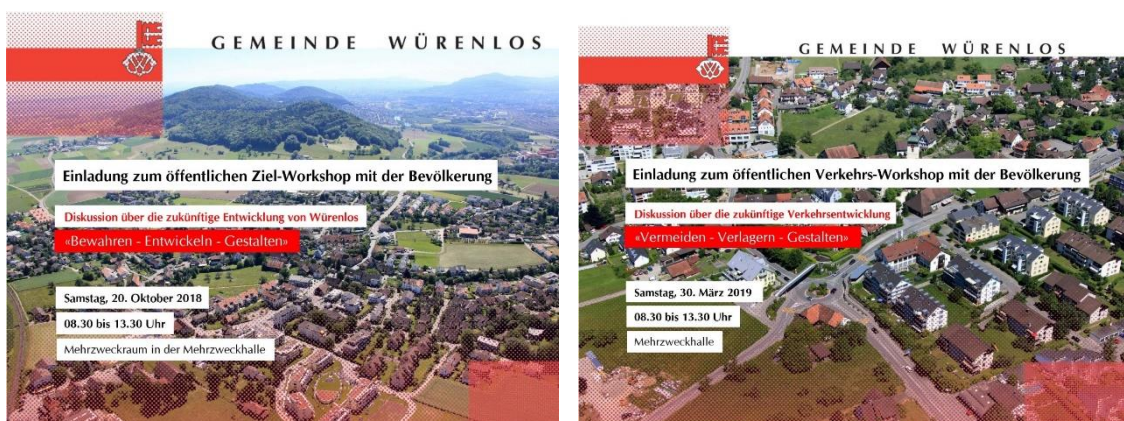 GEMEINDE WÜRENLOS
Einladung zum öffentlichen Ziel-Workshop mit der Bevölkerung
Diskussion über die zukünftige Entwicklung von Würenlos
«Bewahren - Entwickeln - Gestalten»
Samstag, 20. Oktober 2018
08.30 bis 13.30 Uhr
Mehrzweckraum in der Mehrzweckhalle
GEMEINDE WÜRENLOS
Einladung zum öffentlichen Verkehrs-Workshop mit der Bevölkerung
Diskussion über die zukünftige Verkehrsentwicklung
«Vermeiden - Verlagern - Gestalten»
Samstag, 30. März 2019
08.30 bis 13.30 Uhr
Mehrzweckhalle